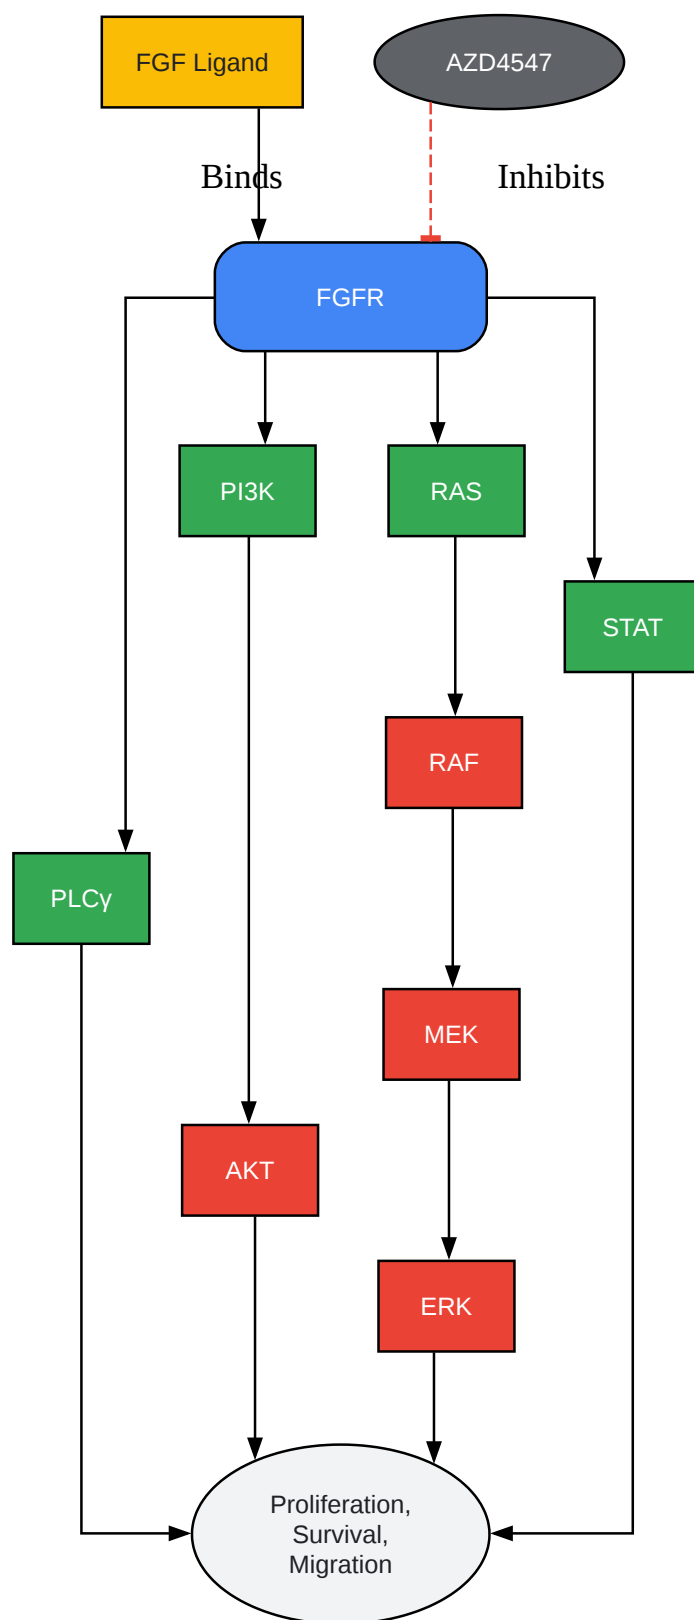 FGF Ligand
AZD4547
Binds
Inhibits
FGFR
PI3K
RAS
STAT
RAF
PLCγ
MEK
AKT
ERK
Proliferation,
Survival,
Migration